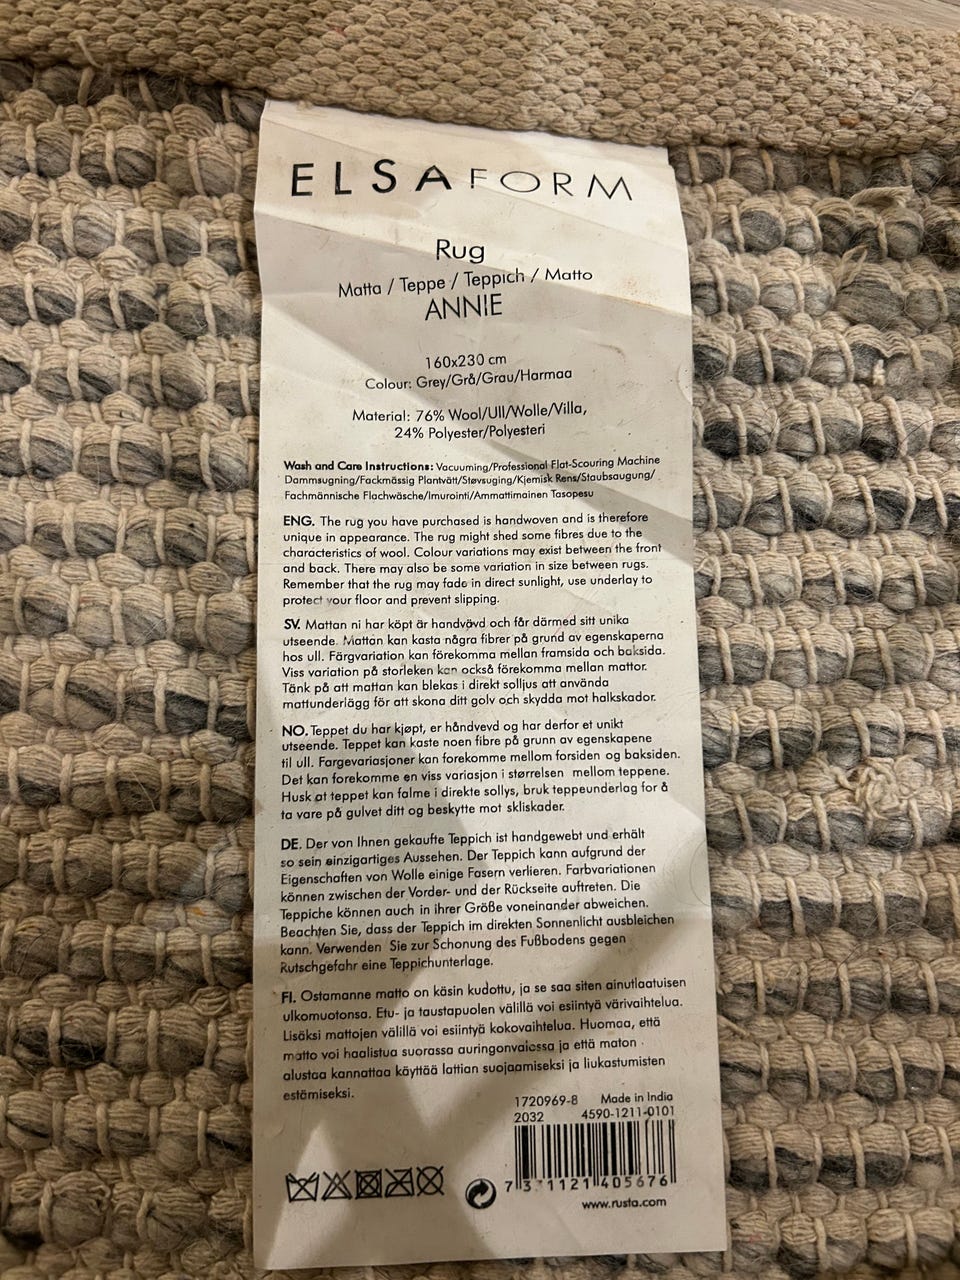 ELSAFORM
Rug
Matta / Teppe / Teppich / Matto
ANNIE
160x230 cm
Colour: Grey/Grå/Grau/Harmaa
Material: 76% Wool/Ull/Wolle/Villa,
24% Polyester/Polyesteri
Wash and Care Instructions: Vacuuming/Professional Flat-Scouring Machine
Dammsugning/Fackmässig Plantvätt/Støvsuging/Kjemisk Rens/Staubsaugung/
Fachmännische Flachwäsche/Imurointi/Ammattimainen Tasopesu
ENG. The rug you have purchased is handwoven and is therefore
unique in appearance. The rug might shed some fibres due to the
characteristics of wool. Colour variations may exist between the front
and back. There may also be some variation in size between rugs.
Remember that the rug may fade in direct sunlight, use underlay to
protect your floor and prevent slipping.
SV. Mattan ni har köpt är handvävd och får därmed sitt unika
utseende. Mattan kan kasta några fibrer på grund av egenskaperna
hos ull. Färgvariation kan förekomma mellan framsida och baksida.
Viss variation på storleken kan också förekomma mellan mattor.
Tänk på att mattan kan blekas i direkt solljus att använda
mattunderlägg för att skona ditt golv och skydda mot halkskador.
NO. Teppet du har kjøpt, er håndvevd og har derfor et unikt
utseende. Teppet kan kaste noen fibre på grunn av egenskapene
til ull. Fargevariasjoner kan forekomme mellom forsiden og baksiden.
Det kan forekomme en viss variasjon i størrelsen mellom teppene.
Husk at teppet kan falme i direkte sollys, bruk teppeunderlag for å
ta vare på gulvet ditt og beskytte mot skliskader.
DE. Der von Ihnen gekaufte Teppich ist handgewebt und erhält
so sein einzigartiges Aussehen. Der Teppich kann aufgrund der
Eigenschaften von Wolle einige Fasern verlieren. Farbvariationen
können zwischen der Vorder- und der Rückseite auftreten. Die
Teppiche können auch in ihrer Größe voneinander abweichen.
Beachten Sie, dass der Teppich im direkten Sonnenlicht ausbleichen
kann. Verwenden Sie zur Schonung des Fußbodens gegen
Rutschgefahr eine Teppichunterlage.
FI. Ostamanne matto on käsin kudottu, ja se saa siten ainutlaatuisen
ulkomuotonsa. Etu- ja taustapuolen välillä voi esiintyä värivaihtelua.
Lisäksi mattojen välillä voi esiintyä kokovaihtelua. Huomaa, että
matto voi haalistua suorassa auringonvalossa ja että maton
alustaa kannattaa käyttää lattian suojaamiseksi ja liukastumisten
estämiseksi.
1720969-8 Made in India
2032 4590-1211-0101
7 331121 405676
www.rusta.com